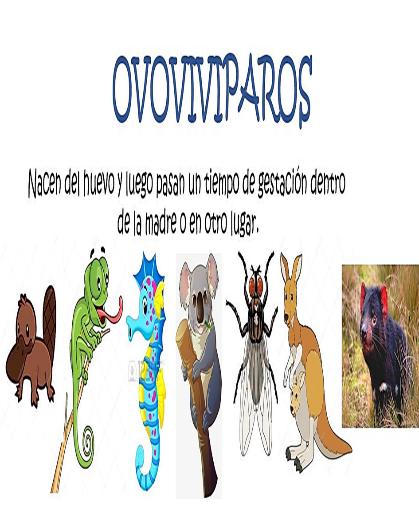 OVOVIVIPAROS
Nacen del huevo y luego pasan un tiempo de gestación dentro
de la madre o en otro lugar.